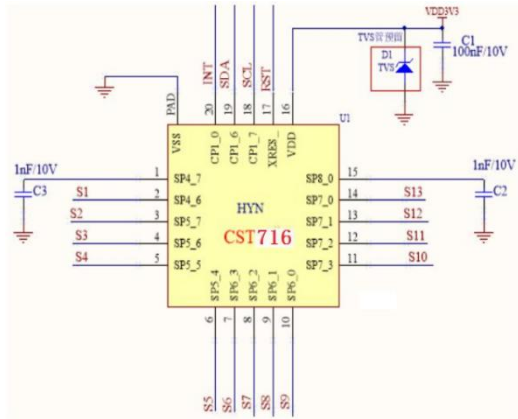 VDD3V3
TVS管预留
C1
100nF/10V
D1
TVS
INT
SDA
SCL
RST
PAD
20
19
18
17
16
U1
VSS
CP1_0
CP1_6
CP1_7
XRES_
VDD
1nF/10V
C3
1
SP4_7
S1
2
SP4_6
S2
3
SP5_7
S3
4
SP5_6
S4
5
SP5_5
HYN
CST716
SP8_0
15
1nF/10V
C2
SP7_0
14
S13
SP7_1
13
S12
SP7_2
12
S11
SP7_3
11
S10
SP5_4
SP6_3
SP6_2
SP6_1
SP6_0
6
7
8
9
10
S5
S6
S7
S8
S9